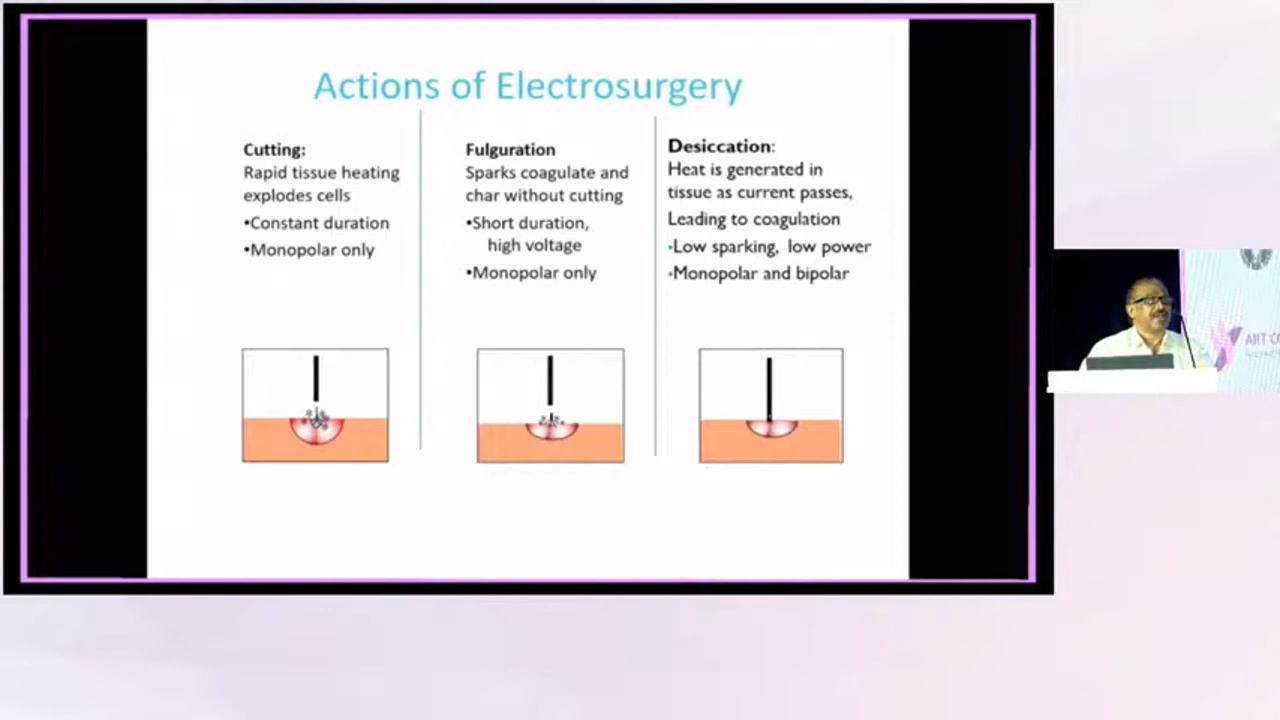 Actions of Electrosurgery
Cutting:
Rapid tissue heating
explodes cells
•Constant duration
•Monopolar only
Fulguration
Sparks coagulate and
char without cutting
•Short duration,
high voltage
•Monopolar only
Desiccation:
Heat is generated in
tissue as current passes,
Leading to coagulation
•Low sparking, low power
•Monopolar and bipolar
ART